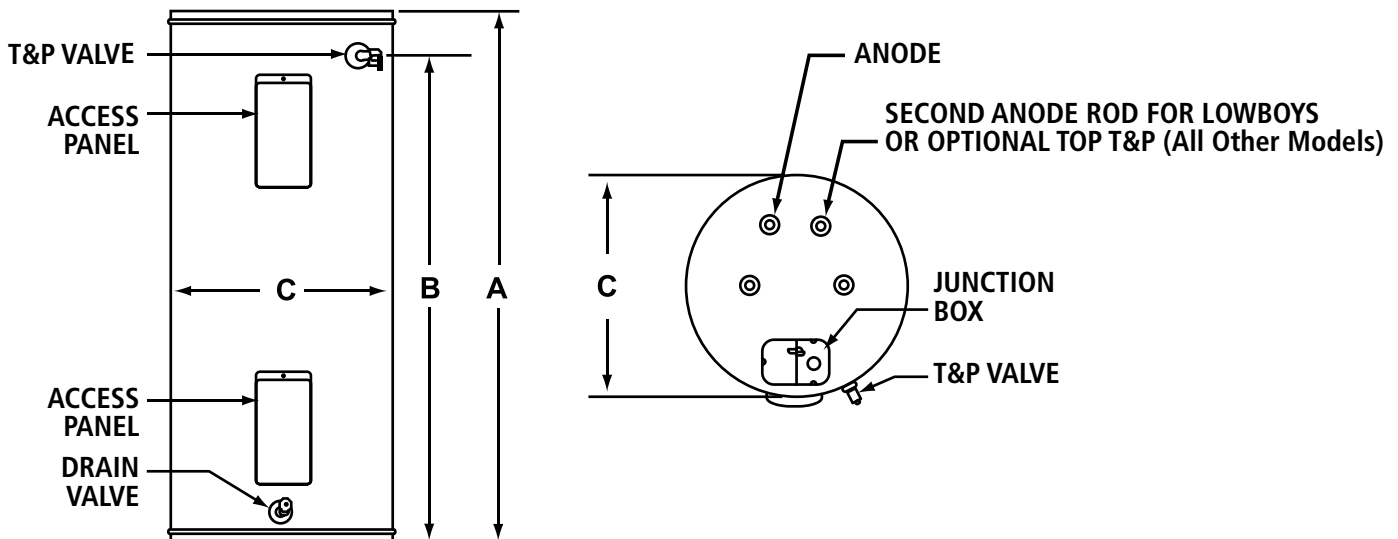 T&P VALVE
ACCESS
PANEL
C
B
A
ACCESS
PANEL
DRAIN
VALVE
ANODE
SECOND ANODE ROD FOR LOWBOYS
OR OPTIONAL TOP T&P (All Other Models)
C
JUNCTION
BOX
T&P VALVE